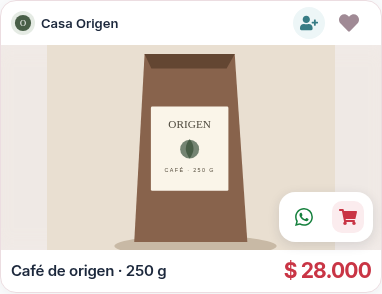 O
Casa Origen
ORIGEN
CAFÉ · 250 G
Café de origen · 250 g
$ 28.000